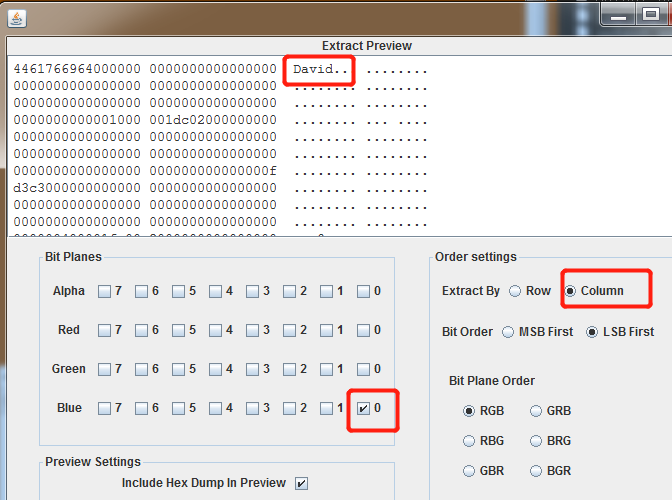 Extract Preview
4461766964000000 0000000000000000 David... ........
0000000000000000 0000000000000000 ........ ........
0000000000000000 0000000000000000 ........ ........
0000000000001000 001dc02000000000 ........ ... ....
0000000000000000 0000000000000000 ........ ........
0000000000000000 0000000000000000 ........ ........
0000000000000000 000000000000000f ........ ........
d3c3000000000000 0000000000000000 ........ ........
0000000000000000 0000000000000000 ........ ........
0000000000000000 0000000000000000 ........ ........
Bit Planes
Alpha 7 6 5 4 3 2 1 0
Red 7 6 5 4 3 2 1 0
Green 7 6 5 4 3 2 1 0
Blue 7 6 5 4 3 2 1 0
Preview Settings
Include Hex Dump In Preview
Order settings
Extract By Row Column
Bit Order MSB First LSB First
Bit Plane Order
RGB GRB
RBG BRG
GBR BGR